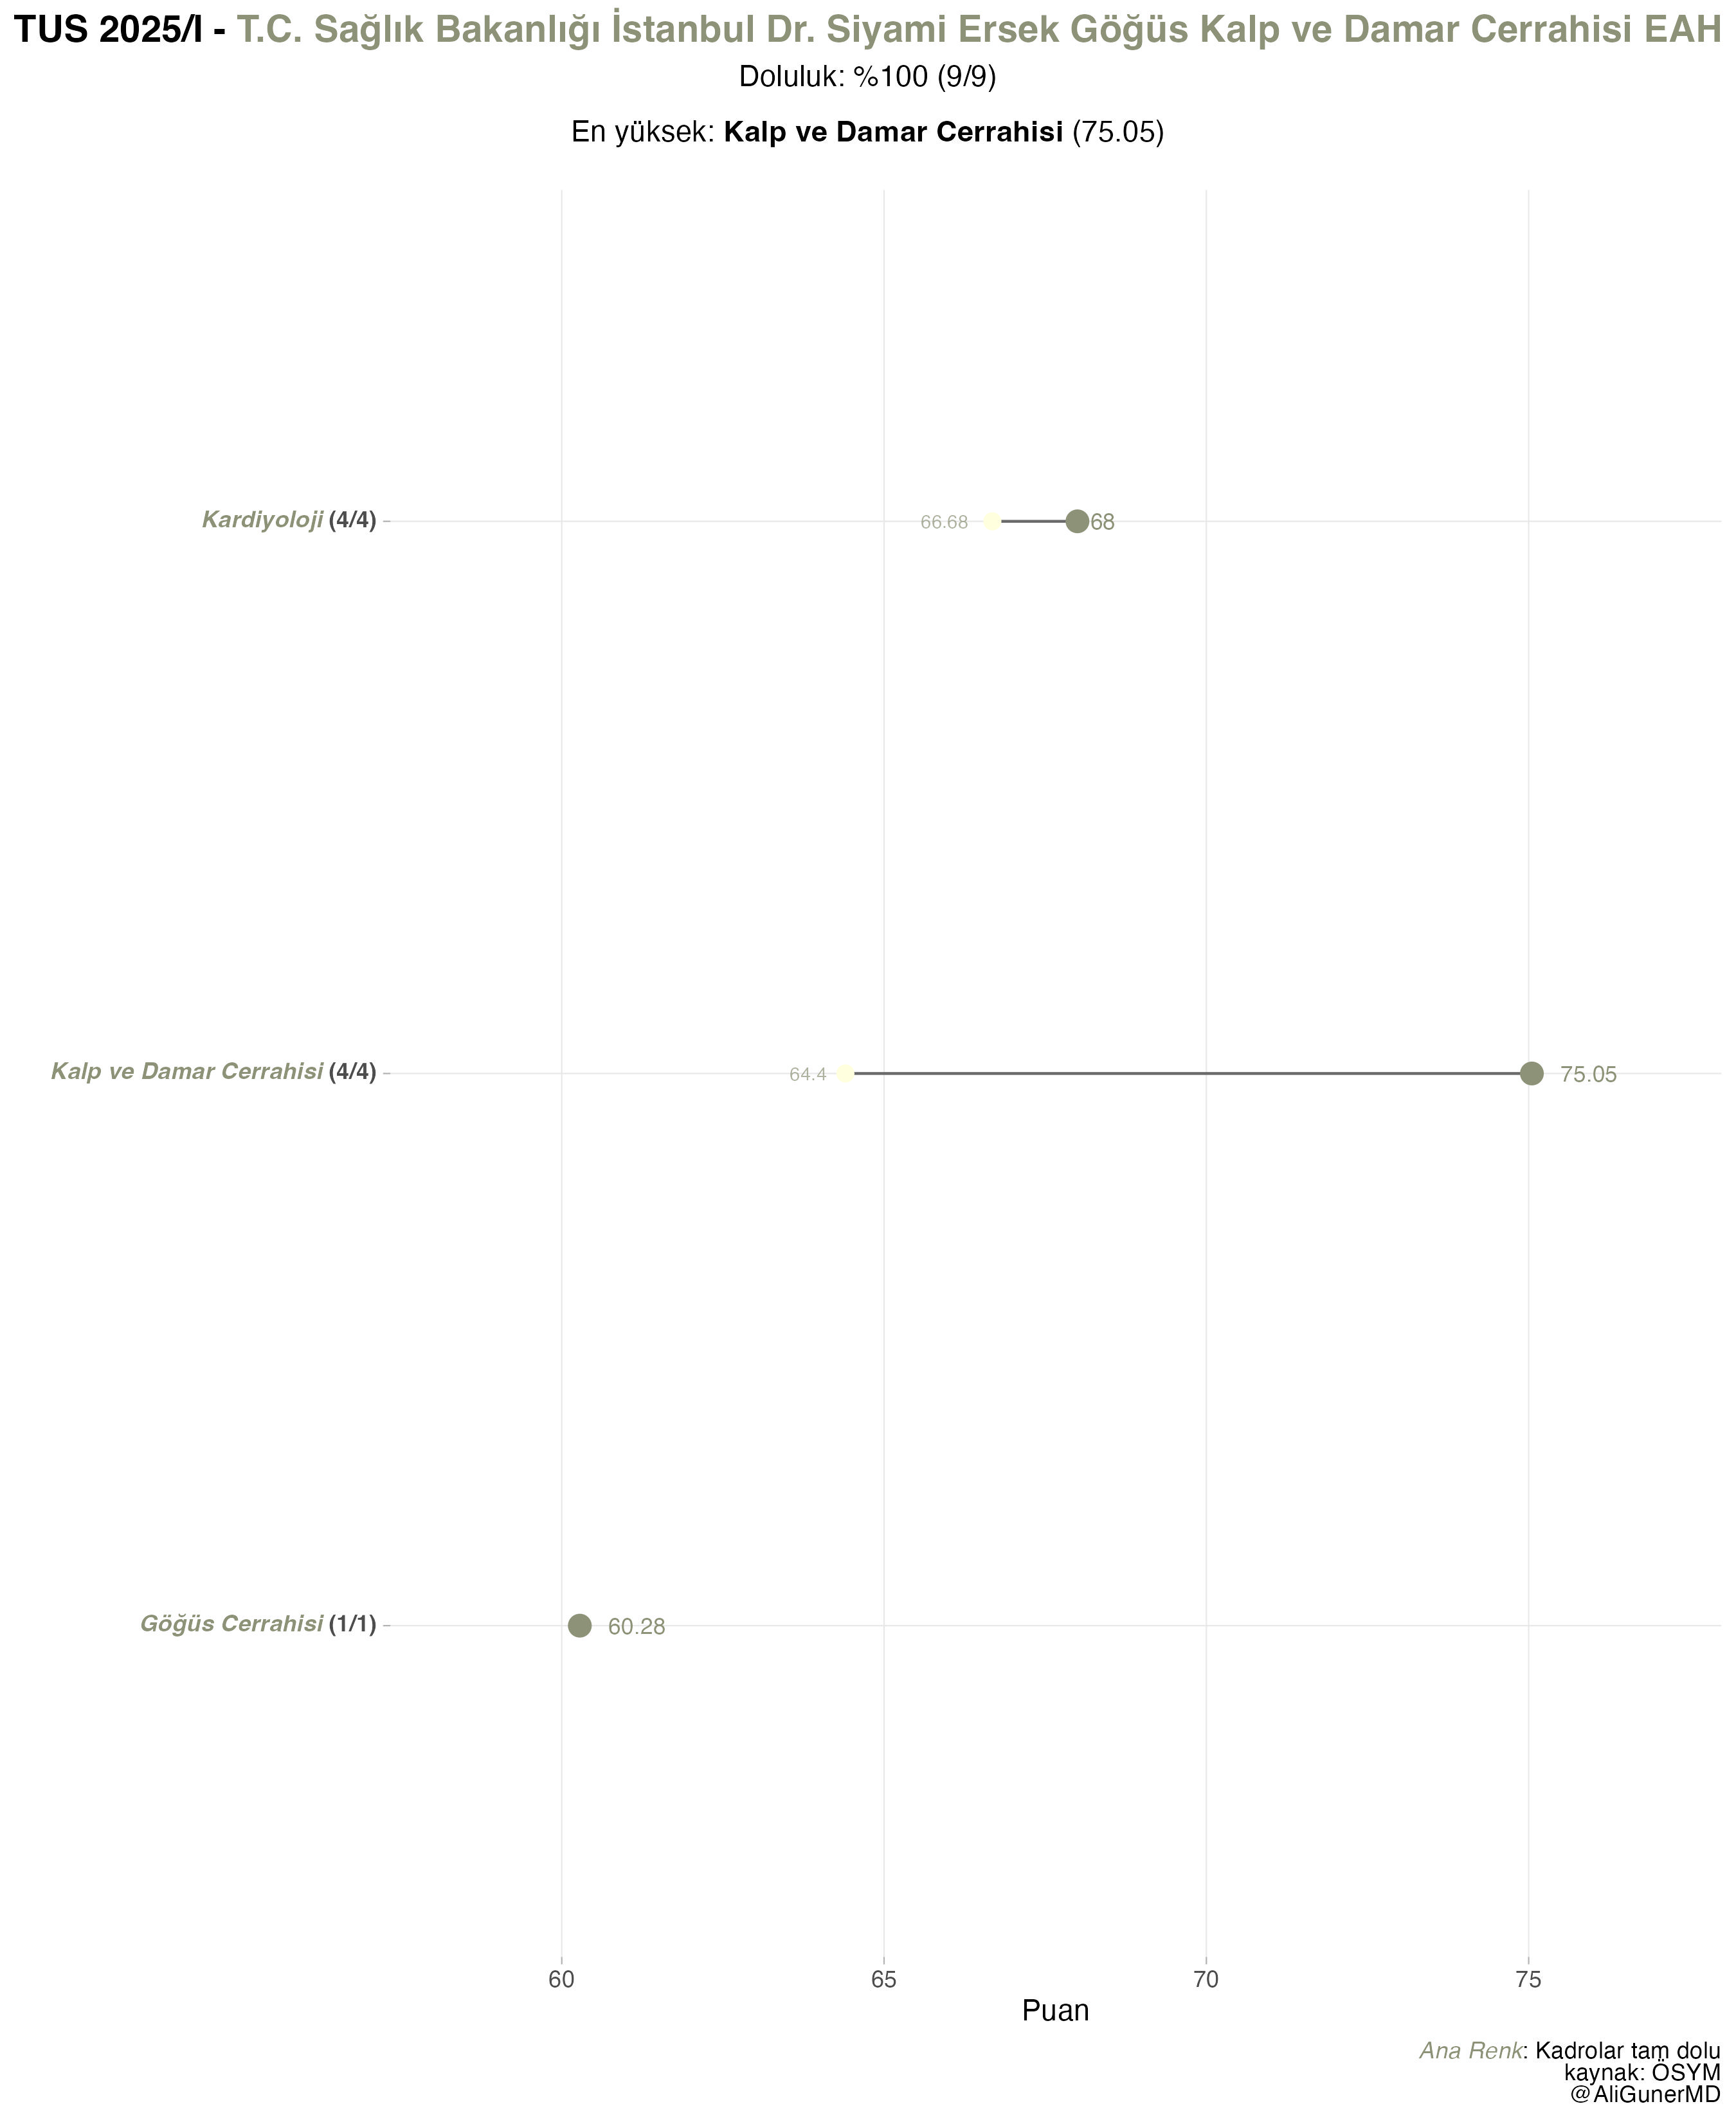 TUS 2025/I - T.C. Sağlık Bakanlığı İstanbul Dr. Siyami Ersek Göğüs Kalp ve Damar Cerrahisi EAH
Doluluk: %100 (9/9)
En yüksek: Kalp ve Damar Cerrahisi (75.05)
Kardiyoloji (4/4)
66.68
68
Kalp ve Damar Cerrahisi (4/4)
64.4
75.05
Göğüs Cerrahisi (1/1)
60.28
60
65
70
75
Puan
Ana Renk: Kadrolar tam dolu
kaynak: ÖSYM
@AliGunerMD